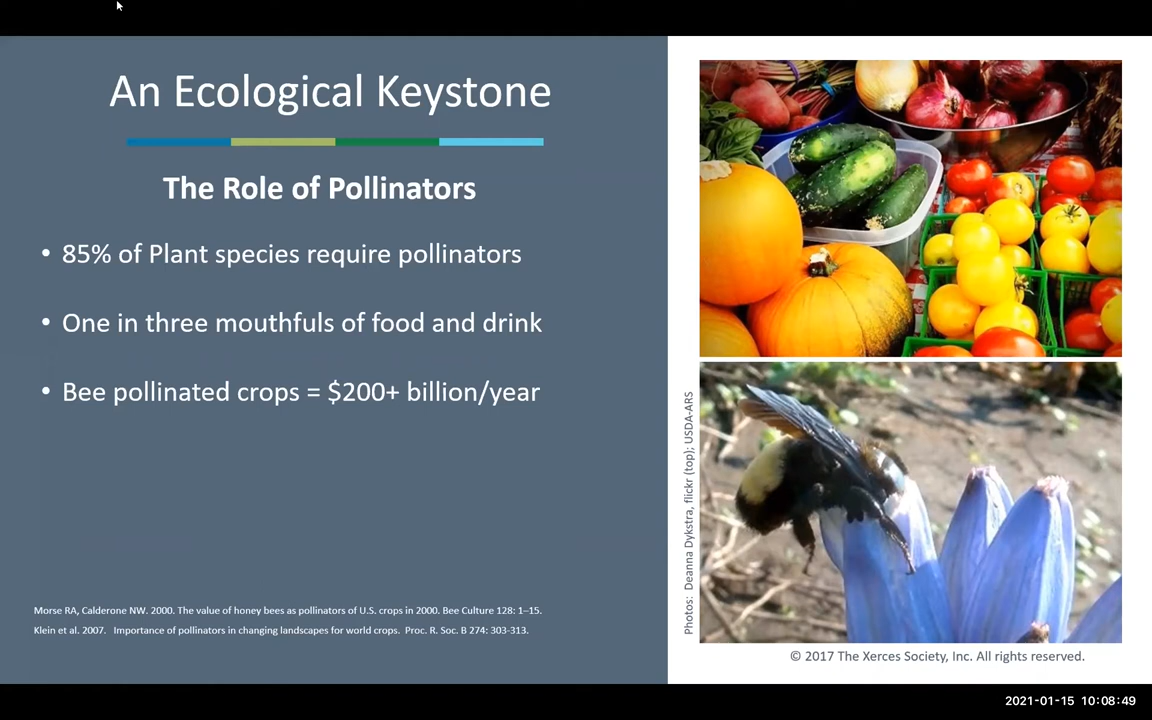 An Ecological Keystone
The Role of Pollinators
• 85% of Plant species require pollinators
• One in three mouthfuls of food and drink
• Bee pollinated crops = $200+ billion/year
Morse RA, Calderone NW. 2000. The value of honey bees as pollinators of U.S. crops in 2000. Bee Culture 128: 1–15.
Klein et al. 2007. Importance of pollinators in changing landscapes for world crops. Proc. R. Soc. B 274: 303-313.
Photos: Deanna Dykstra, flickr (top); USDA-ARS
© 2017 The Xerces Society, Inc. All rights reserved.
2021-01-15 10:08:49